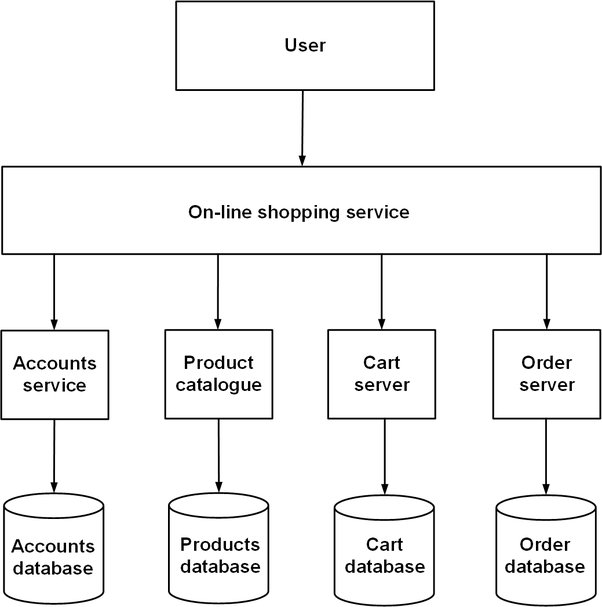 User
On-line shopping service
Accounts
service
Product
catalogue
Cart
server
Order
server
Accounts
database
Products
database
Cart
database
Order
database